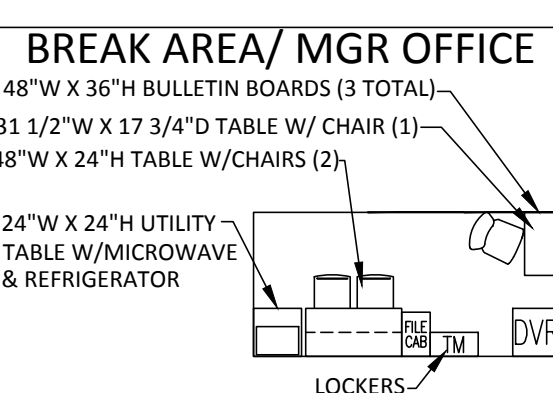 BREAK AREA/ MGR OFFICE
48"W X 36"H BULLETIN BOARDS (3 TOTAL)
31 1/2"W X 17 3/4"D TABLE W/ CHAIR (1)
48"W X 24"H TABLE W/CHAIRS (2)
24"W X 24"H UTILITY
TABLE W/MICROWAVE
& REFRIGERATOR
FILE
CAB
TM
DVR
LOCKERS